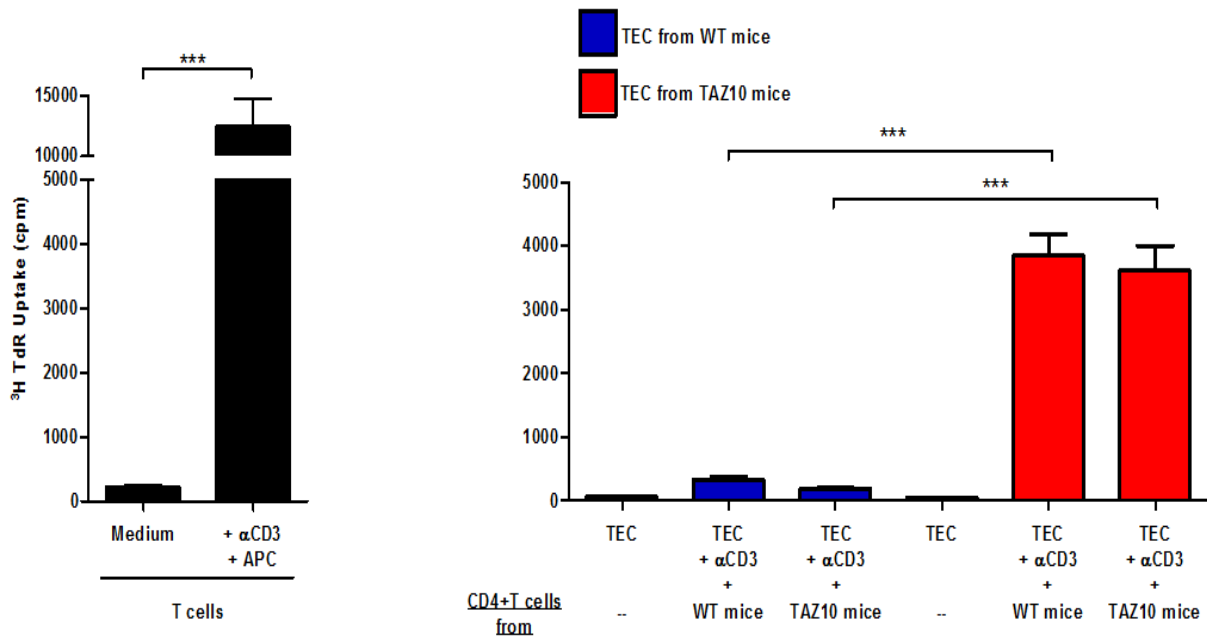 TEC from WT mice
TEC from TAZ10 mice
***
15000
10000
5000
4000
3000
2000
1000
0
³H TdR Uptake (cpm)
Medium
+ αCD3
+ APC
T cells
***
***
5000
4000
3000
2000
1000
0
TEC
TEC
+ αCD3
+
WT mice
TEC
+ αCD3
+
TAZ10 mice
TEC
TEC
+ αCD3
+
WT mice
TEC
+ αCD3
+
TAZ10 mice
CD4+T cells
from
--
--